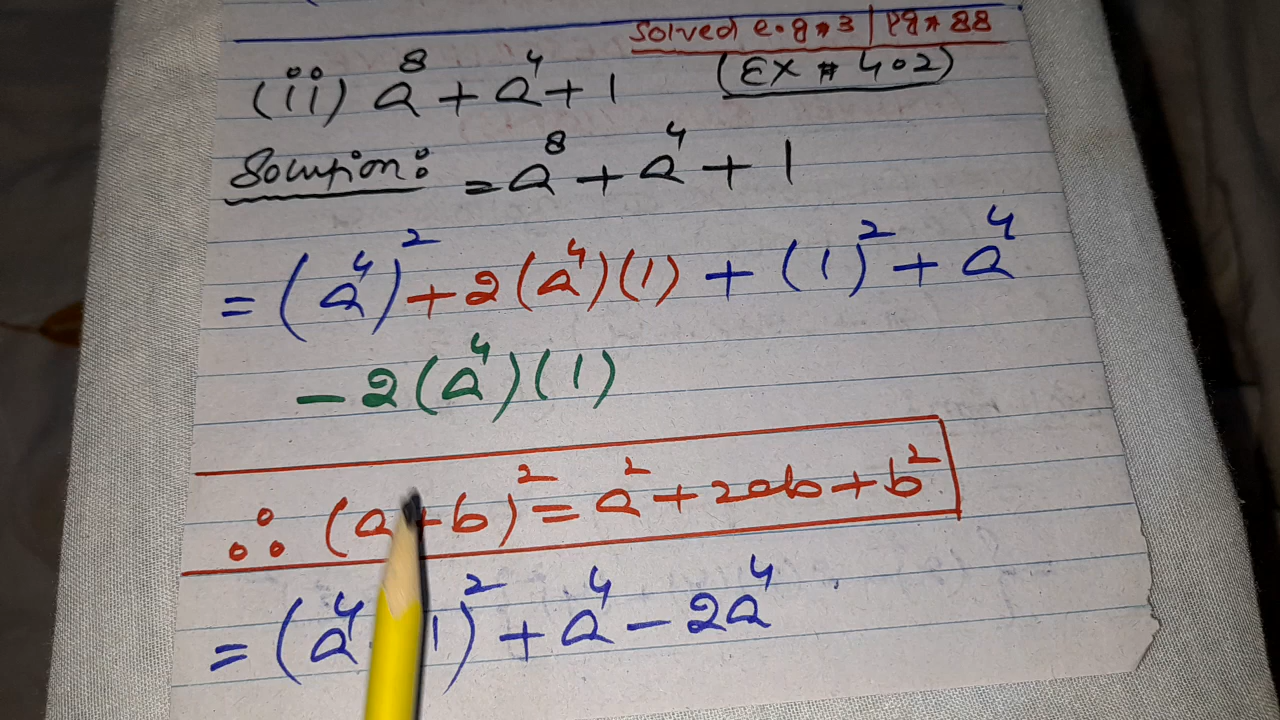 Solved e.g # 3 | Pg # 88
(ii) a⁸ + a⁴ + 1 (Ex # 4.2)
Solution: = a⁸ + a⁴ + 1
= (a⁴)² + 2(a⁴)(1) + (1)² + a⁴
- 2(a⁴)(1)
∴ (a+b)² = a² + 2ab + b²
= (a⁴ 1)² + a⁴ - 2a⁴